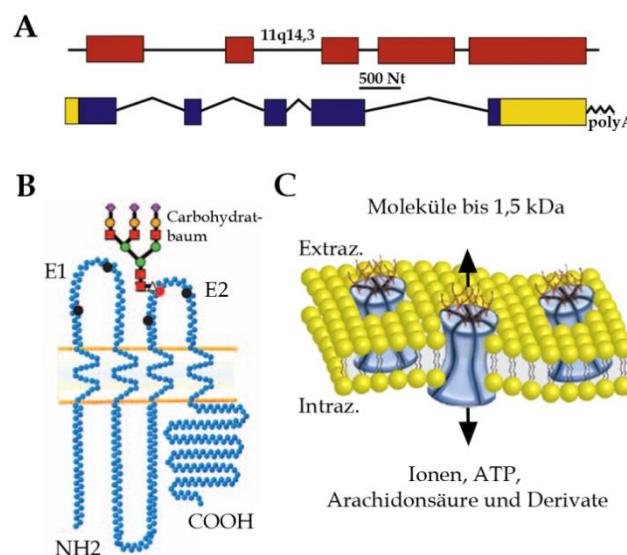 A
11q14,3
500 Nt
polyA
B
Carbohydrat-
baum
E1
E2
NH2
COOH
C
Moleküle bis 1,5 kDa
Extraz.
Intraz.
Ionen, ATP,
Arachidonsäure und Derivate